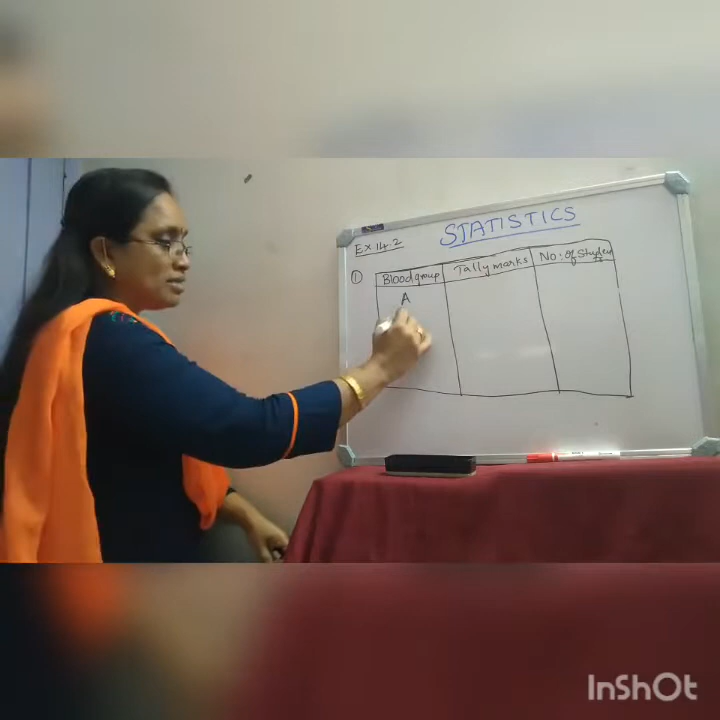 STATISTICS
Ex 14.2
① Blood group Tally marks No: of Students
A
InShOt